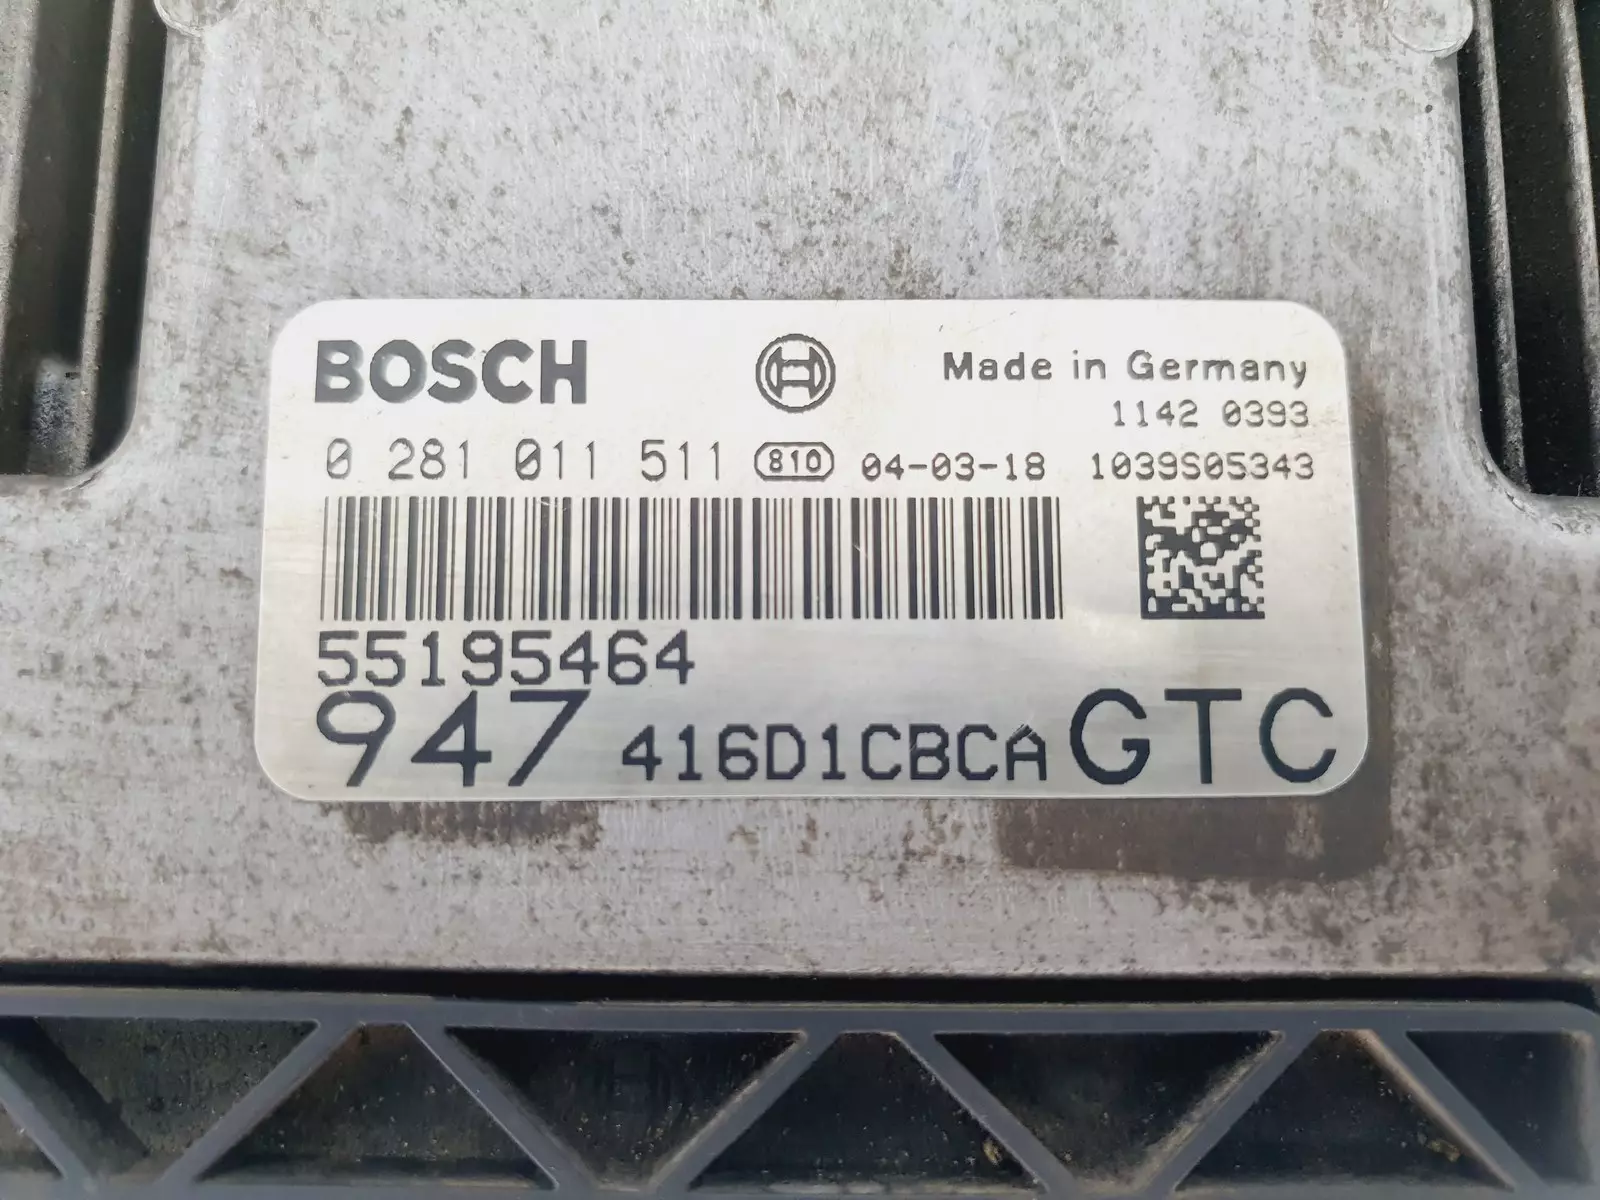 BOSCH Made in Germany
1142 0393
0 281 011 511 810 04-03-18 1039S05343
55195464
947 416D1CBCA GTC